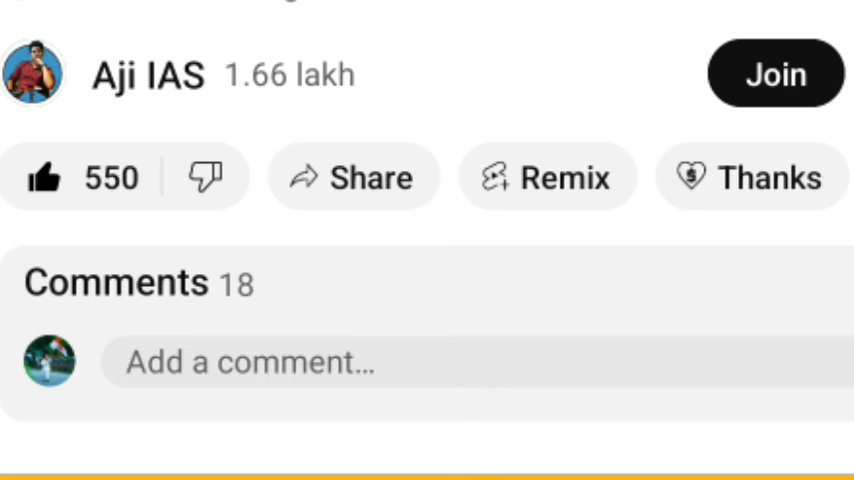 Aji IAS 1.66 lakh Join
550 Share Remix Thanks
Comments 18
Add a comment...